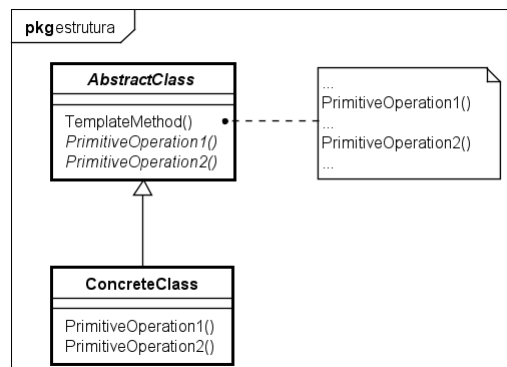 pkg estrutura
AbstractClass
TemplateMethod()
PrimitiveOperation1()
PrimitiveOperation2()
...
PrimitiveOperation1()
...
PrimitiveOperation2()
...
ConcreteClass
PrimitiveOperation1()
PrimitiveOperation2()